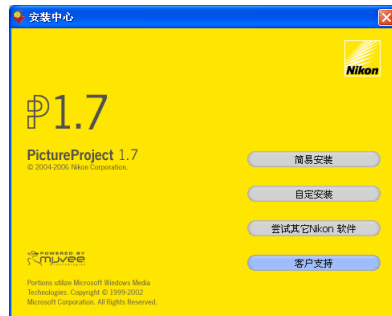 安装中心
Nikon
P1.7
PictureProject 1.7
© 2004-2006 Nikon Corporation.
简易安装
自定安装
尝试其它Nikon 软件
客户支持
POWERED BY
muvee
technologies
Portions utilize Microsoft Windows Media
Technologies. Copyright © 1999-2002
Microsoft Corporation. All Rights Reserved.